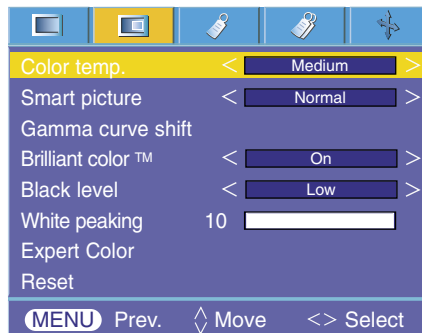 Color temp. < Medium >
Smart picture < Normal >
Gamma curve shift
Brilliant color TM < On >
Black level < Low >
White peaking 10
Expert Color
Reset
MENU Prev. Move <> Select